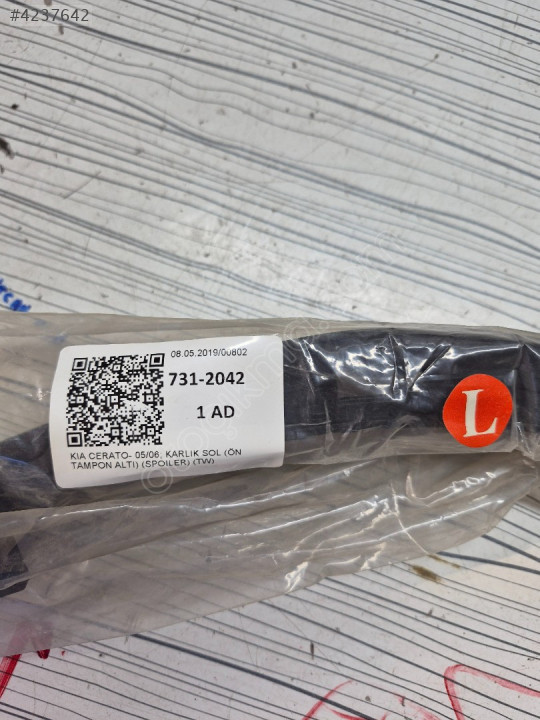 #4237642
08.05.2019/00802
731-2042
1 AD
KIA CERATO- 05/06; KARLIK SOL (ÖN
TAMPON ALTI) (SPOILER) (TW)
L